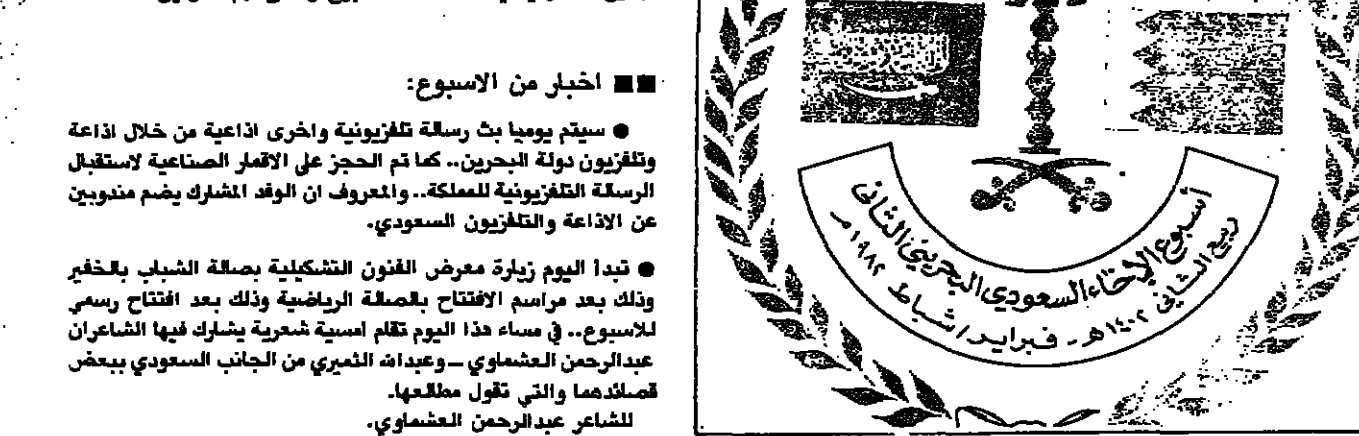 ■■ اخبار من الاسبوع:
● سيتم يوميا بث رسالة تلفزيونية واخرى اذاعية من خلال اذاعة
وتلفزيون دولة البحرين.. كما تم الحجز على الاقمار الصناعية لاستقبال
الرسالة التلفزيونية للمملكة.. والمعروف ان الوفد المشارك يضم مندوبين
عن الاذاعة والتلفزيون السعودي.
● تبدا اليوم زيارة معرض الفنون التشكيلية بصالة الشباب بالخفير
وذلك بعد مراسم الافتتاح بالصالة الرياضية وذلك بعد افتتاح رسمي
للاسبوع.. في مساء هذا اليوم تقام امسية شعرية يشارك فيها الشاعران
عبدالرحمن العشماوي ــ وعبدالله الثميري من الجانب السعودي ببعض
قصائدهما والتي تقول مطالعها.
للشاعر عبدالرحمن العشماوي.
أسبوع الإخاء السعودي البحريني الثاني
ربيع الثاني ١٤٠٢هـ ـ فبراير / شباط ١٩٨٢م